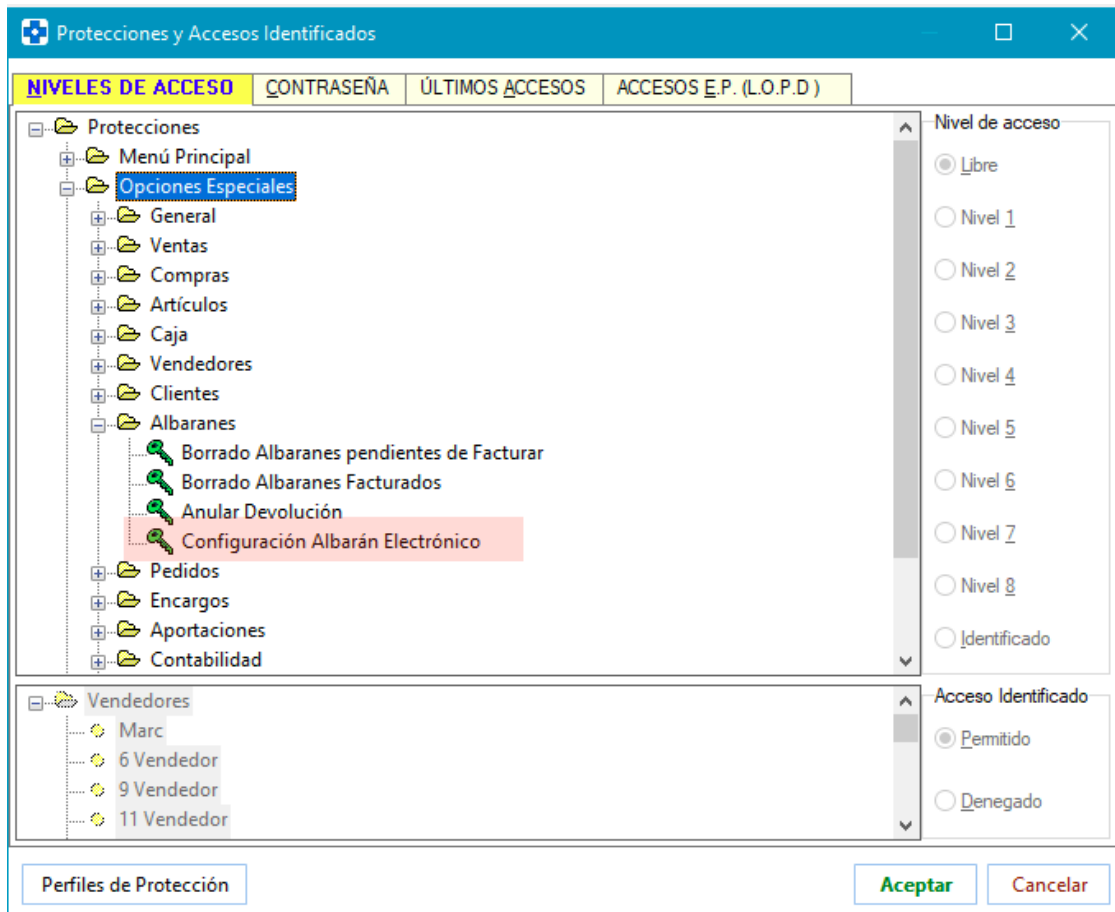 Protecciones y Accesos Identificados
NIVELES DE ACCESO
CONTRASEÑA
ÚLTIMOS ACCESOS
ACCESOS E.P. (L.O.P.D )
Protecciones
Menú Principal
Opciones Especiales
General
Ventas
Compras
Artículos
Caja
Vendedores
Clientes
Albaranes
Borrado Albaranes pendientes de Facturar
Borrado Albaranes Facturados
Anular Devolución
Configuración Albarán Electrónico
Pedidos
Encargos
Aportaciones
Contabilidad
Nivel de acceso
Libre
Nivel 1
Nivel 2
Nivel 3
Nivel 4
Nivel 5
Nivel 6
Nivel 7
Nivel 8
Identificado
Vendedores
Marc
6 Vendedor
9 Vendedor
11 Vendedor
Acceso Identificado
Permitido
Denegado
Perfiles de Protección
Aceptar
Cancelar